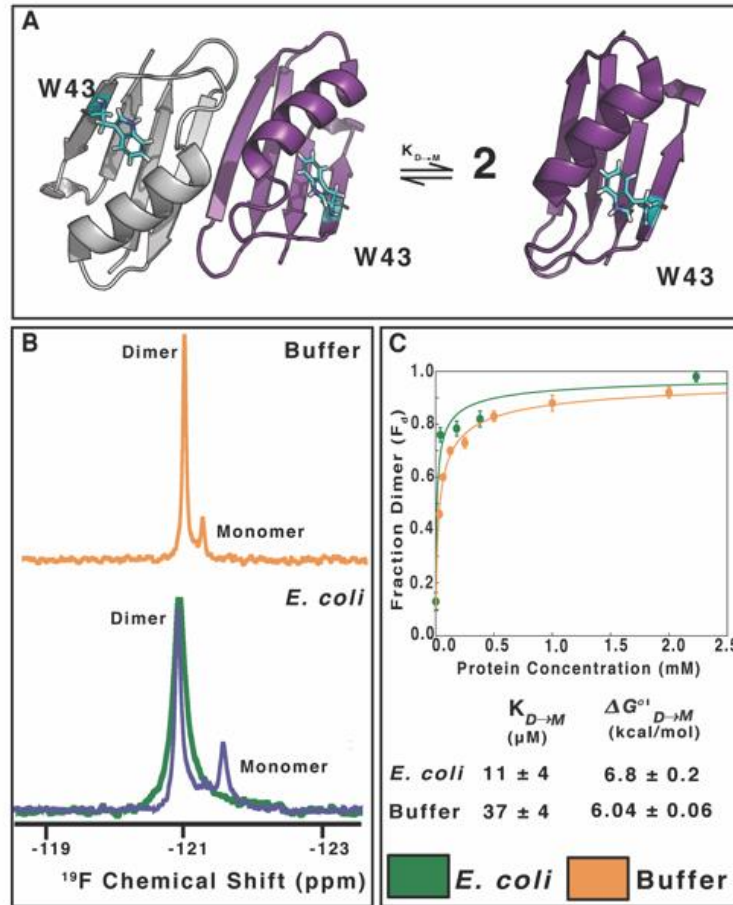 A
W43
K D→M
2
W43
W43
B
Buffer
Dimer
Monomer
E. coli
Dimer
Monomer
-119
-121
-123
19F Chemical Shift (ppm)
C
Fraction Dimer (Fd)
1.0
0.8
0.6
0.4
0.2
0.0
0.0
0.5
1.0
1.5
2.0
2.5
Protein Concentration (mM)
K D→M ΔG°' D→M
(μM) (kcal/mol)
E. coli 11 ± 4 6.8 ± 0.2
Buffer 37 ± 4 6.04 ± 0.06
E. coli Buffer